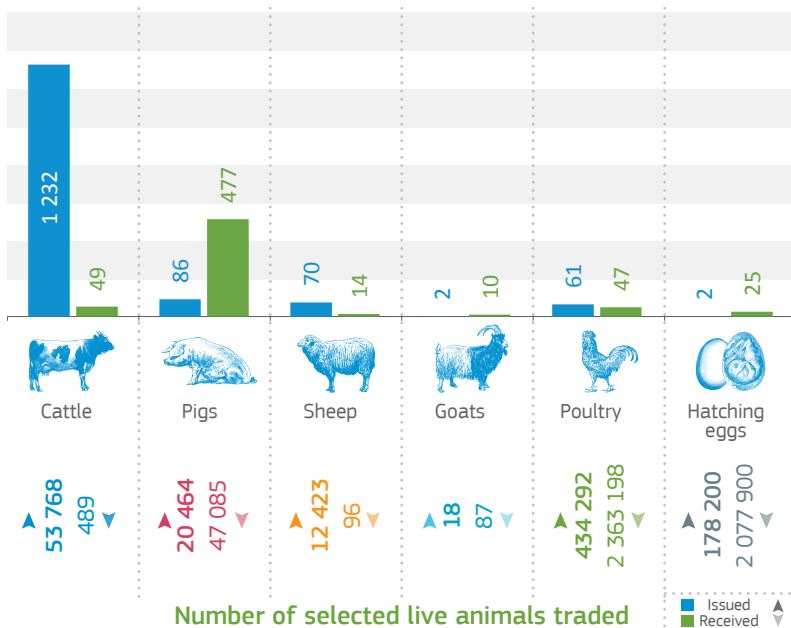 1 232
49
86
477
70
14
2
10
61
47
2
25
Cattle
Pigs
Sheep
Goats
Poultry
Hatching
eggs
53 768
489
20 464
47 085
12 423
96
18
87
434 292
2 363 198
178 200
2 077 900
Number of selected live animals traded
Issued
Received